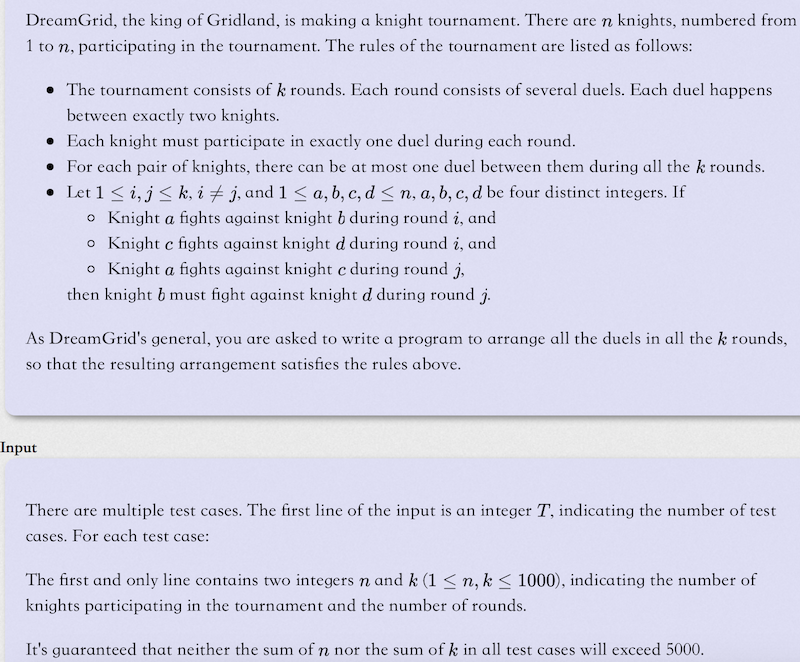 DreamGrid, the king of Gridland, is making a knight tournament. There are n knights, numbered from
1 to n, participating in the tournament. The rules of the tournament are listed as follows:
• The tournament consists of k rounds. Each round consists of several duels. Each duel happens
between exactly two knights.
• Each knight must participate in exactly one duel during each round.
• For each pair of knights, there can be at most one duel between them during all the k rounds.
• Let 1 ≤ i, j ≤ k, i ≠ j, and 1 ≤ a, b, c, d ≤ n, a, b, c, d be four distinct integers. If
○ Knight a fights against knight b during round i, and
○ Knight c fights against knight d during round i, and
○ Knight a fights against knight c during round j,
then knight b must fight against knight d during round j.
As DreamGrid's general, you are asked to write a program to arrange all the duels in all the k rounds,
so that the resulting arrangement satisfies the rules above.
Input
There are multiple test cases. The first line of the input is an integer T, indicating the number of test
cases. For each test case:
The first and only line contains two integers n and k (1 ≤ n, k ≤ 1000), indicating the number of
knights participating in the tournament and the number of rounds.
It's guaranteed that neither the sum of n nor the sum of k in all test cases will exceed 5000.